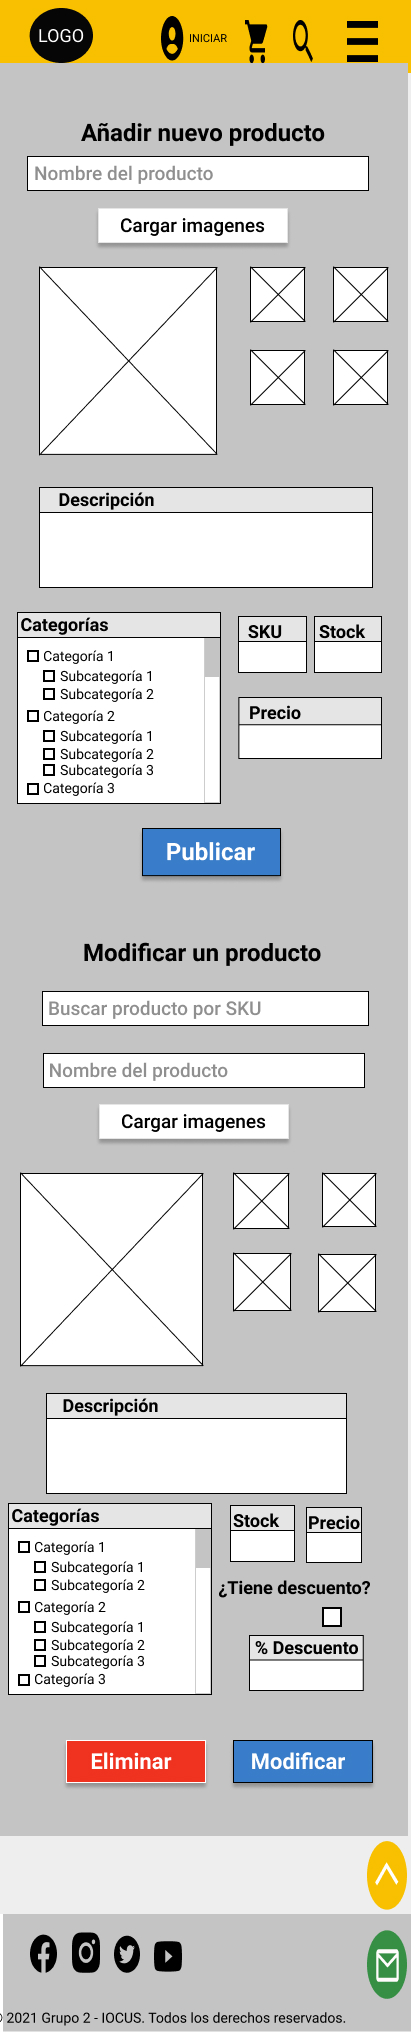 LOGO
INICIAR
Añadir nuevo producto
Nombre del producto
Cargar imagenes
Descripción
Categorías
Categoría 1
Subcategoría 1
Subcategoría 2
Categoría 2
Subcategoría 1
Subcategoría 2
Subcategoría 3
Categoría 3
SKU
Stock
Precio
Publicar
Modificar un producto
Buscar producto por SKU
Nombre del producto
Cargar imagenes
Descripción
Categorías
Categoría 1
Subcategoría 1
Subcategoría 2
Categoría 2
Subcategoría 1
Subcategoría 2
Subcategoría 3
Categoría 3
Stock
Precio
¿Tiene descuento?
% Descuento
Eliminar
Modificar
© 2021 Grupo 2 - IOCUS. Todos los derechos reservados.